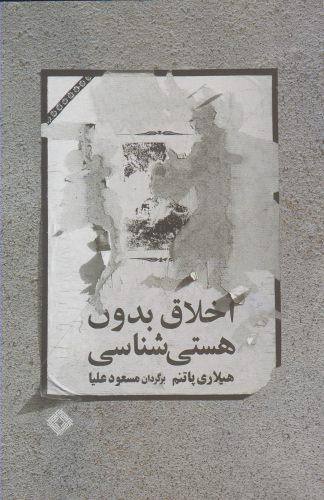 اخلاق بدون
هستی‌شناسی
هیلاری پاتنم برگردان مسعود علیا